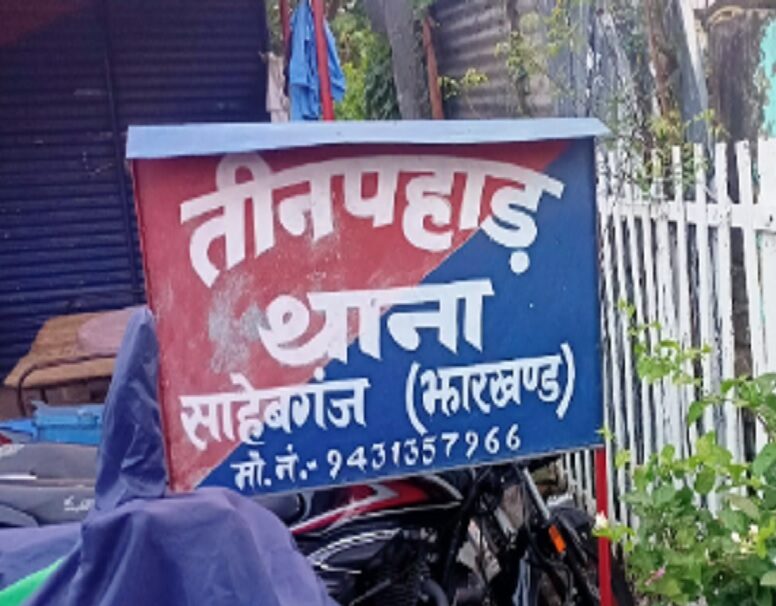 तीनपहाड़
थाना
साहेबगंज (झारखण्ड)
मो.नं.- 9431357966